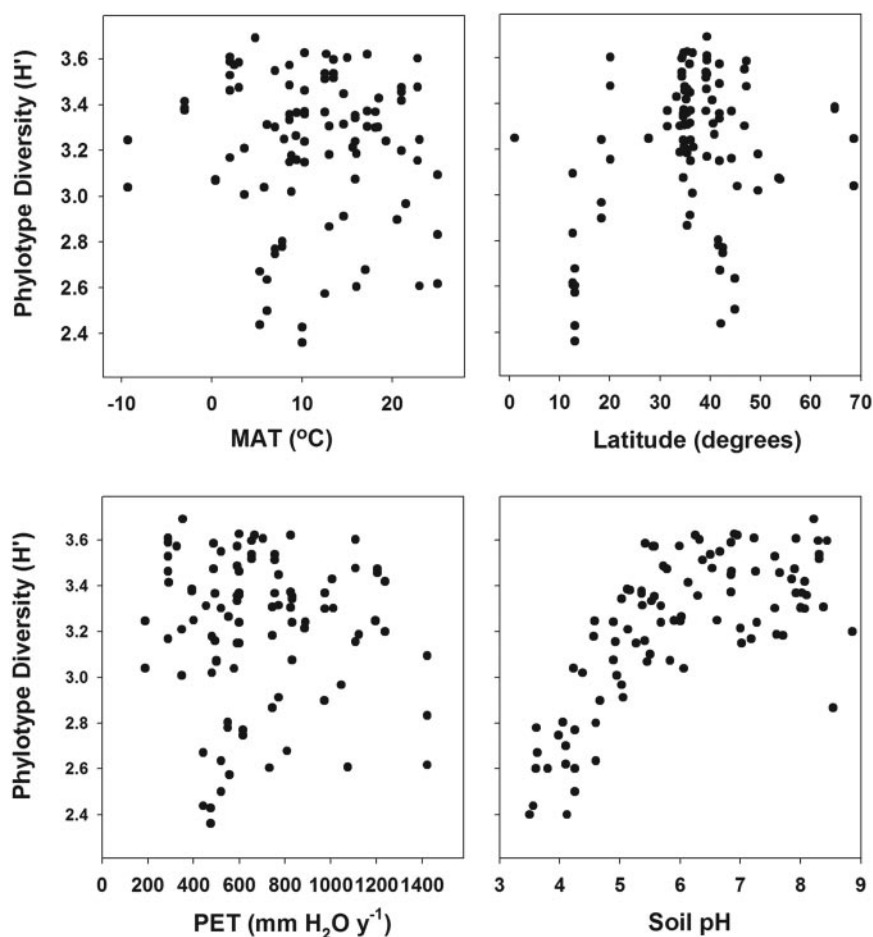 Phylotype Diversity (H')
3.6
3.4
3.2
3.0
2.8
2.6
2.4
-10 0 10 20
MAT (°C)
0 10 20 30 40 50 60 70
Latitude (degrees)
Phylotype Diversity (H')
3.6
3.4
3.2
3.0
2.8
2.6
2.4
0 200 400 600 800 1000 1200 1400
PET (mm H₂O y⁻¹)
3 4 5 6 7 8 9
Soil pH